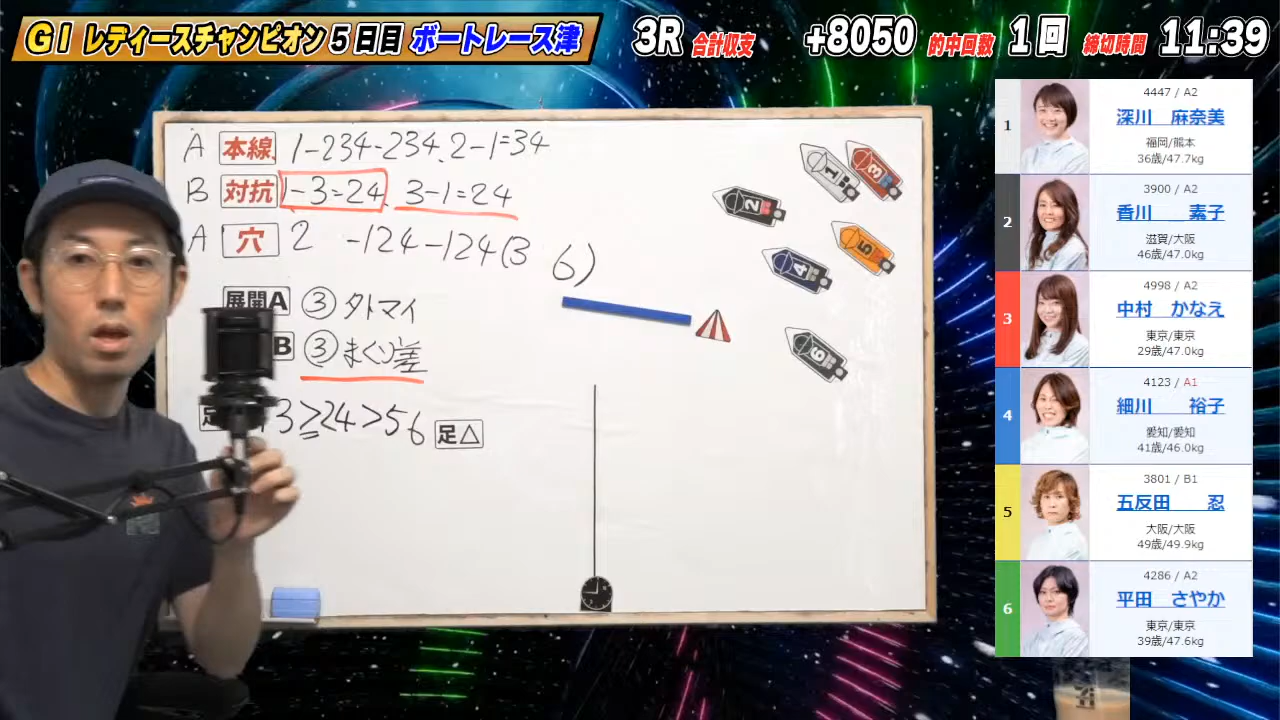 GI レディースチャンピオン5日目 ボートレース津
3R 合計収支 +8050 的中回数 1回 締切時間 11:39
A 本線 1-234-234.2-1=34
B 対抗 1-3=24. 3-1=24
A 穴 2 -124-124(3 6)
展開A ③外トマイ
B ③まくり差
3≧24>56 足△
1
2
3
4
5
6
1
4447 / A2
深川 麻奈美
福岡/熊本
36歳/47.7kg
2
3900 / A2
香川 素子
滋賀/大阪
46歳/47.0kg
3
4998 / A2
中村 かなえ
東京/東京
29歳/47.0kg
4
4123 / A1
細川 裕子
愛知/愛知
41歳/46.0kg
5
3801 / B1
五反田 忍
大阪/大阪
49歳/49.9kg
6
4286 / A2
平田 さやか
東京/東京
39歳/47.6kg